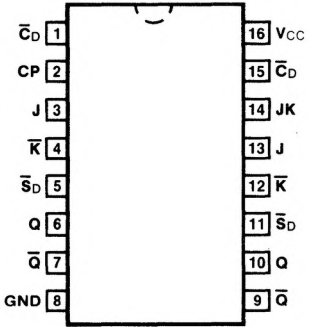 C̅D 1 16 VCC
CP 2 15 C̅D
J 3 14 JK
K̅ 4 13 J
S̅D 5 12 K̅
Q 6 11 S̅D
Q̅ 7 10 Q
GND 8 9 Q̅